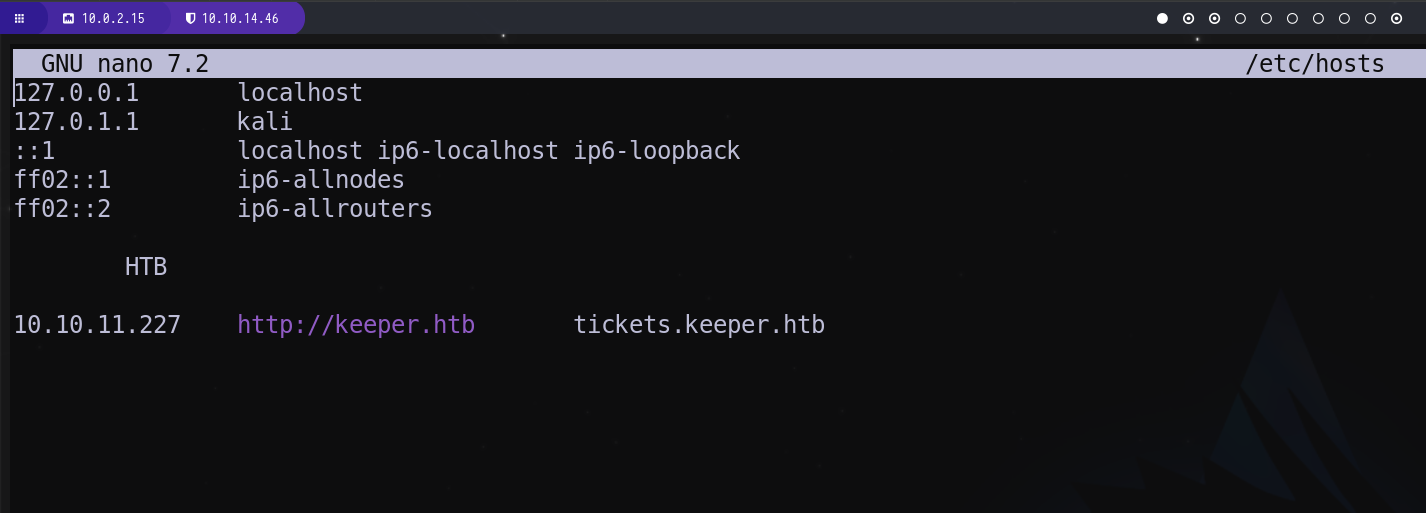 10.0.2.15 10.10.14.46
GNU nano 7.2 /etc/hosts
127.0.0.1 localhost
127.0.1.1 kali
::1 localhost ip6-localhost ip6-loopback
ff02::1 ip6-allnodes
ff02::2 ip6-allrouters
HTB
10.10.11.227 http://keeper.htb tickets.keeper.htb